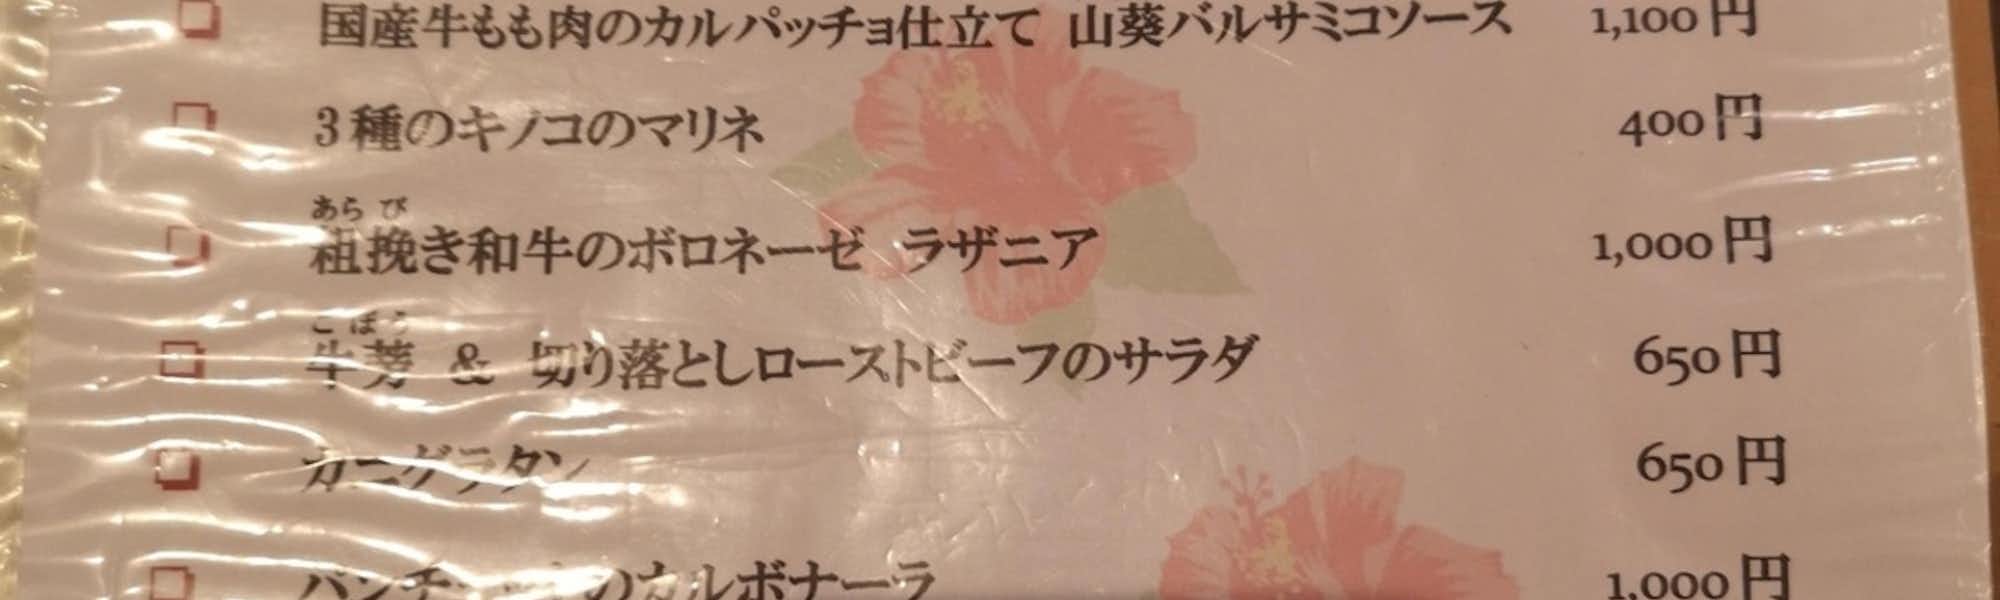 国産牛もも肉のカルパッチョ仕立て 山葵バルサミコソース 1,100円
3種のキノコのマリネ 400円
あら び
粗挽き和牛のボロネーゼ ラザニア 1,000円
ごぼう
牛蒡 & 切り落としローストビーフのサラダ 650円
カニグラタン 650円
のカルボナーラ 1,000円